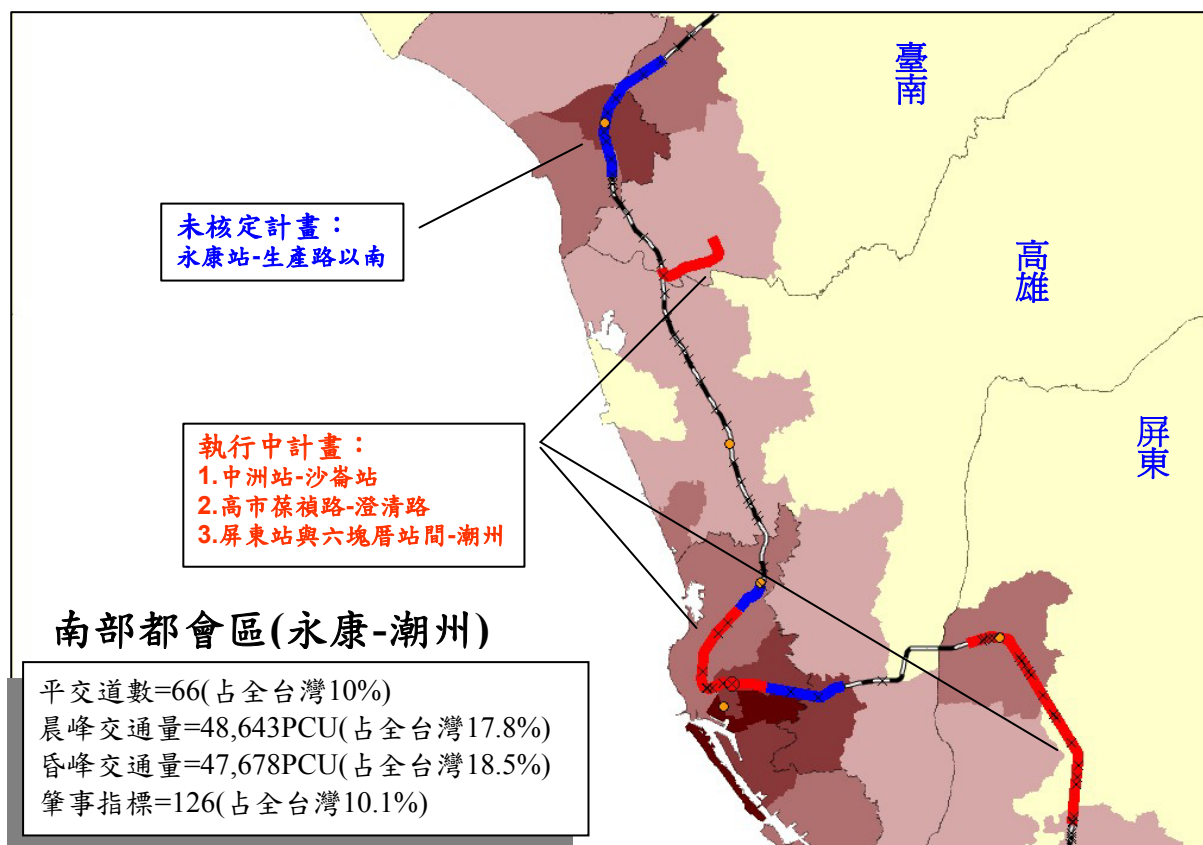 臺南
高雄
屏東
未核定計畫：
永康站-生產路以南
執行中計畫：
1.中洲站-沙崙站
2.高市葆禎路-澄清路
3.屏東站與六塊厝站間-潮州
南部都會區(永康-潮州)
平交道數=66(占全台灣10%)
晨峰交通量=48,643PCU(占全台灣17.8%)
昏峰交通量=47,678PCU(占全台灣18.5%)
肇事指標=126(占全台灣10.1%)